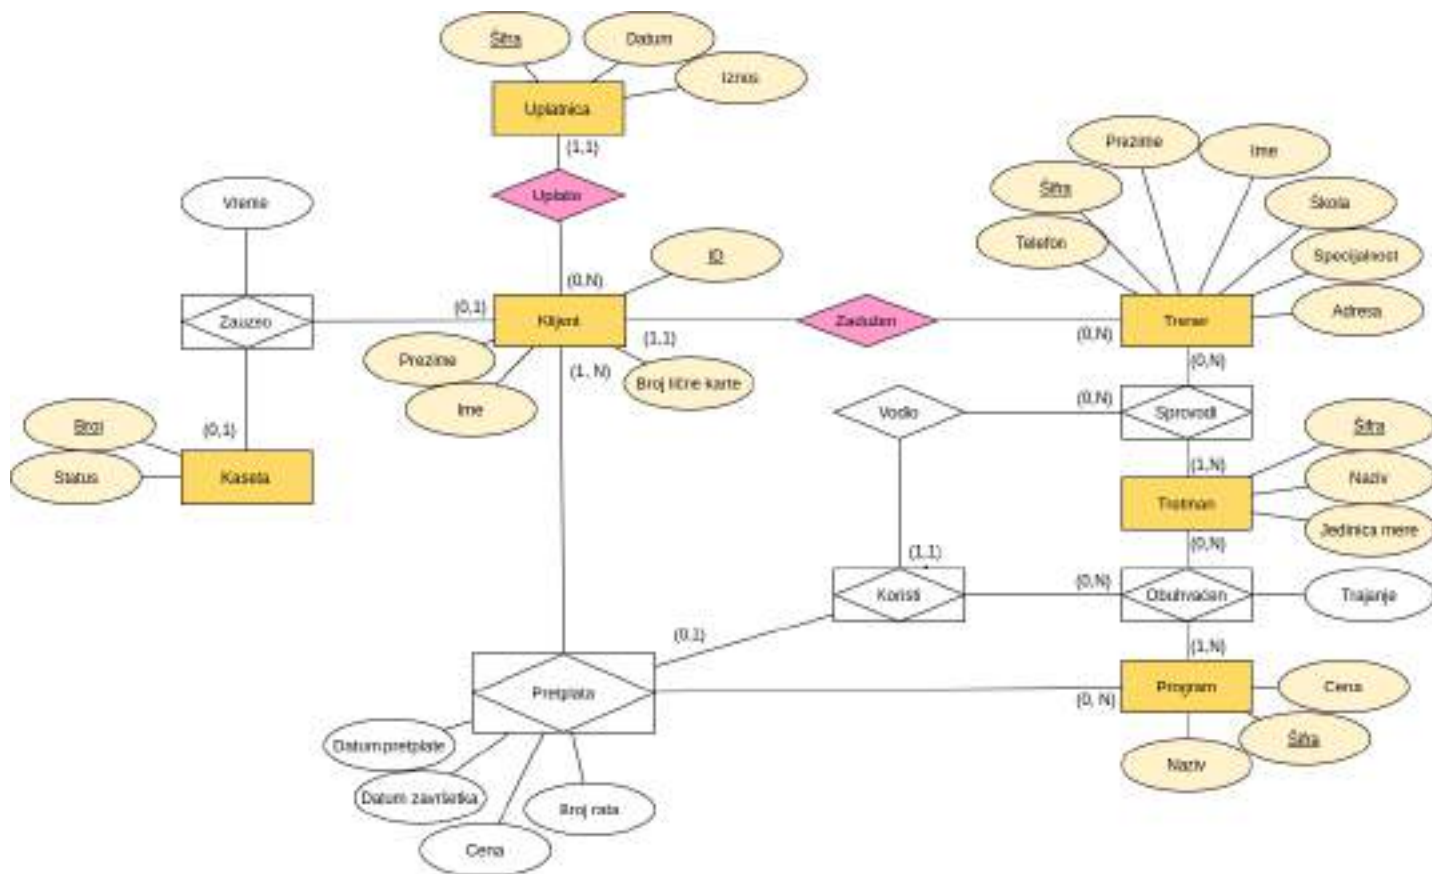 Šifra
Datum
Iznos
Uplatnica
(1,1)
Uplata
(0,N)
Vreme
Zauzeo
(0,1)
Klijent
ID
Prezime
Ime
(1,1)
(1, N)
Broj lične karte
Zadužen
(0,N)
Prezime
Ime
Šifra
Škola
Telefon
Specijalnost
Adresa
Trener
(0,N)
Broj
Status
(0,1)
Kaseta
Vodio
(0,N)
Sprovodi
(1,N)
Šifra
Naziv
Jedinica mere
Tretman
(0,N)
(1,1)
Koristi
(0,N)
Obuhvaćen
Trajanje
(0,1)
(1,N)
Pretplata
(0, N)
Program
Cena
Šifra
Naziv
Datum pretplate
Datum završetka
Cena
Broj rata